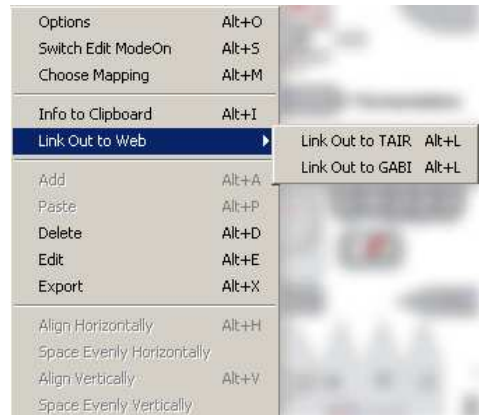 Options Alt+O
Switch Edit ModeOn Alt+S
Choose Mapping Alt+M
Info to Clipboard Alt+I
Link Out to Web
Link Out to TAIR Alt+L
Link Out to GABI Alt+L
Add Alt+A
Paste Alt+P
Delete Alt+D
Edit Alt+E
Export Alt+X
Align Horizontally Alt+H
Space Evenly Horizontally
Align Vertically Alt+V
Space Evenly Vertically